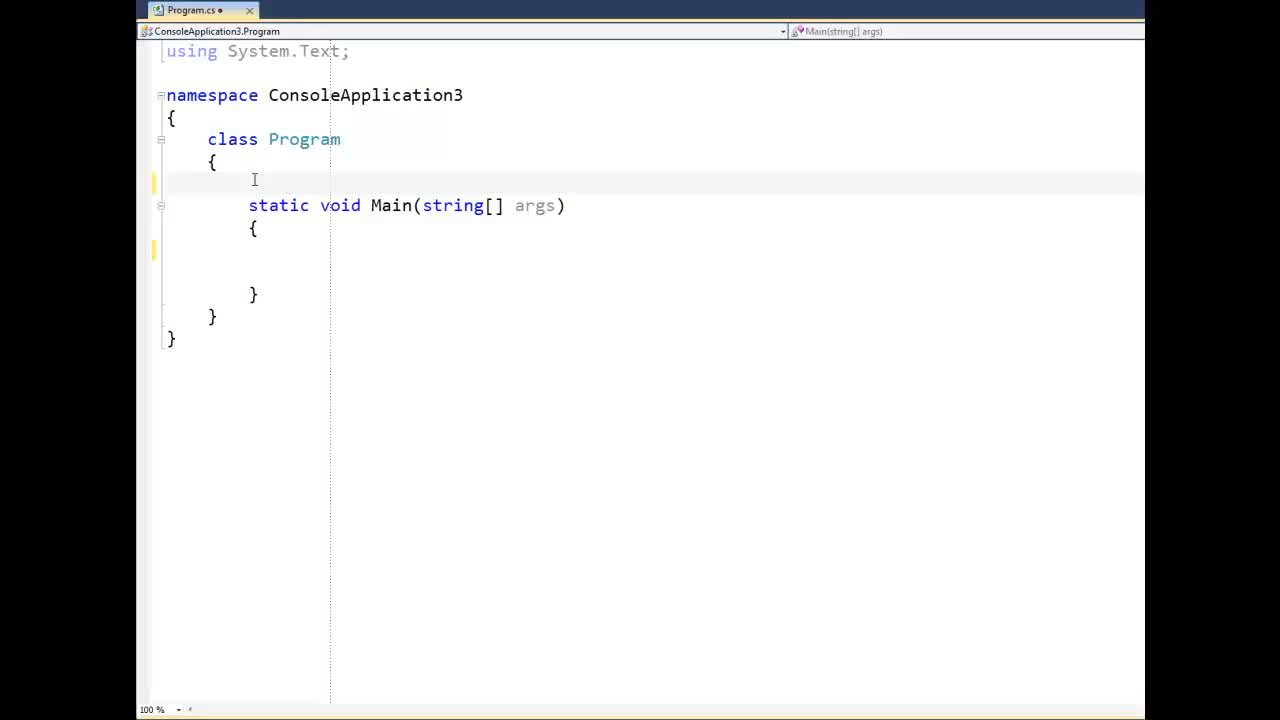 Program.cs
ConsoleApplication3.Program
Main(string[] args)
using System.Text;
namespace ConsoleApplication3
{
class Program
{
static void Main(string[] args)
{
}
}
}
100 %